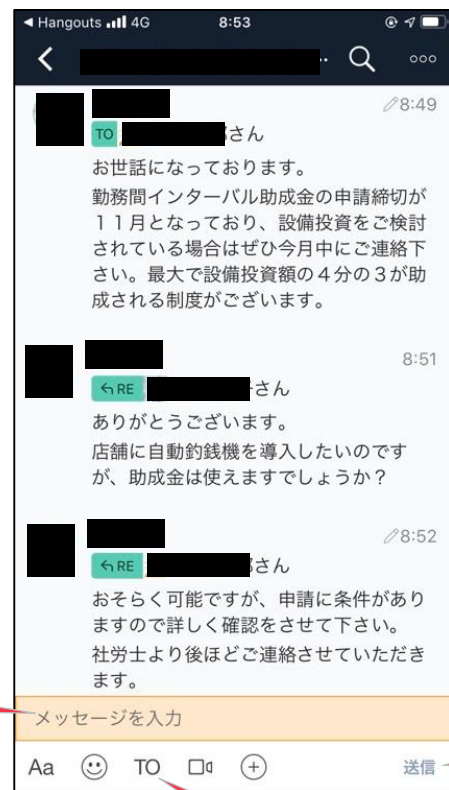 ◀ Hangouts 4G 8:53
8:49
TO さん
お世話になっております。
勤務間インターバル助成金の申請締切が
11月となっており、設備投資をご検討
されている場合はぜひ今月中にご連絡下
さい。最大で設備投資額の4分の3が助
成される制度がございます。
8:51
RE さん
ありがとうございます。
店舗に自動釣銭機を導入したいのです
が、助成金は使えますでしょうか?
8:52
RE さん
おそらく可能ですが、申請に条件があり
ますので詳しく確認をさせて下さい。
社労士より後ほどご連絡させていただき
ます。
メッセージを入力
Aa TO 送信